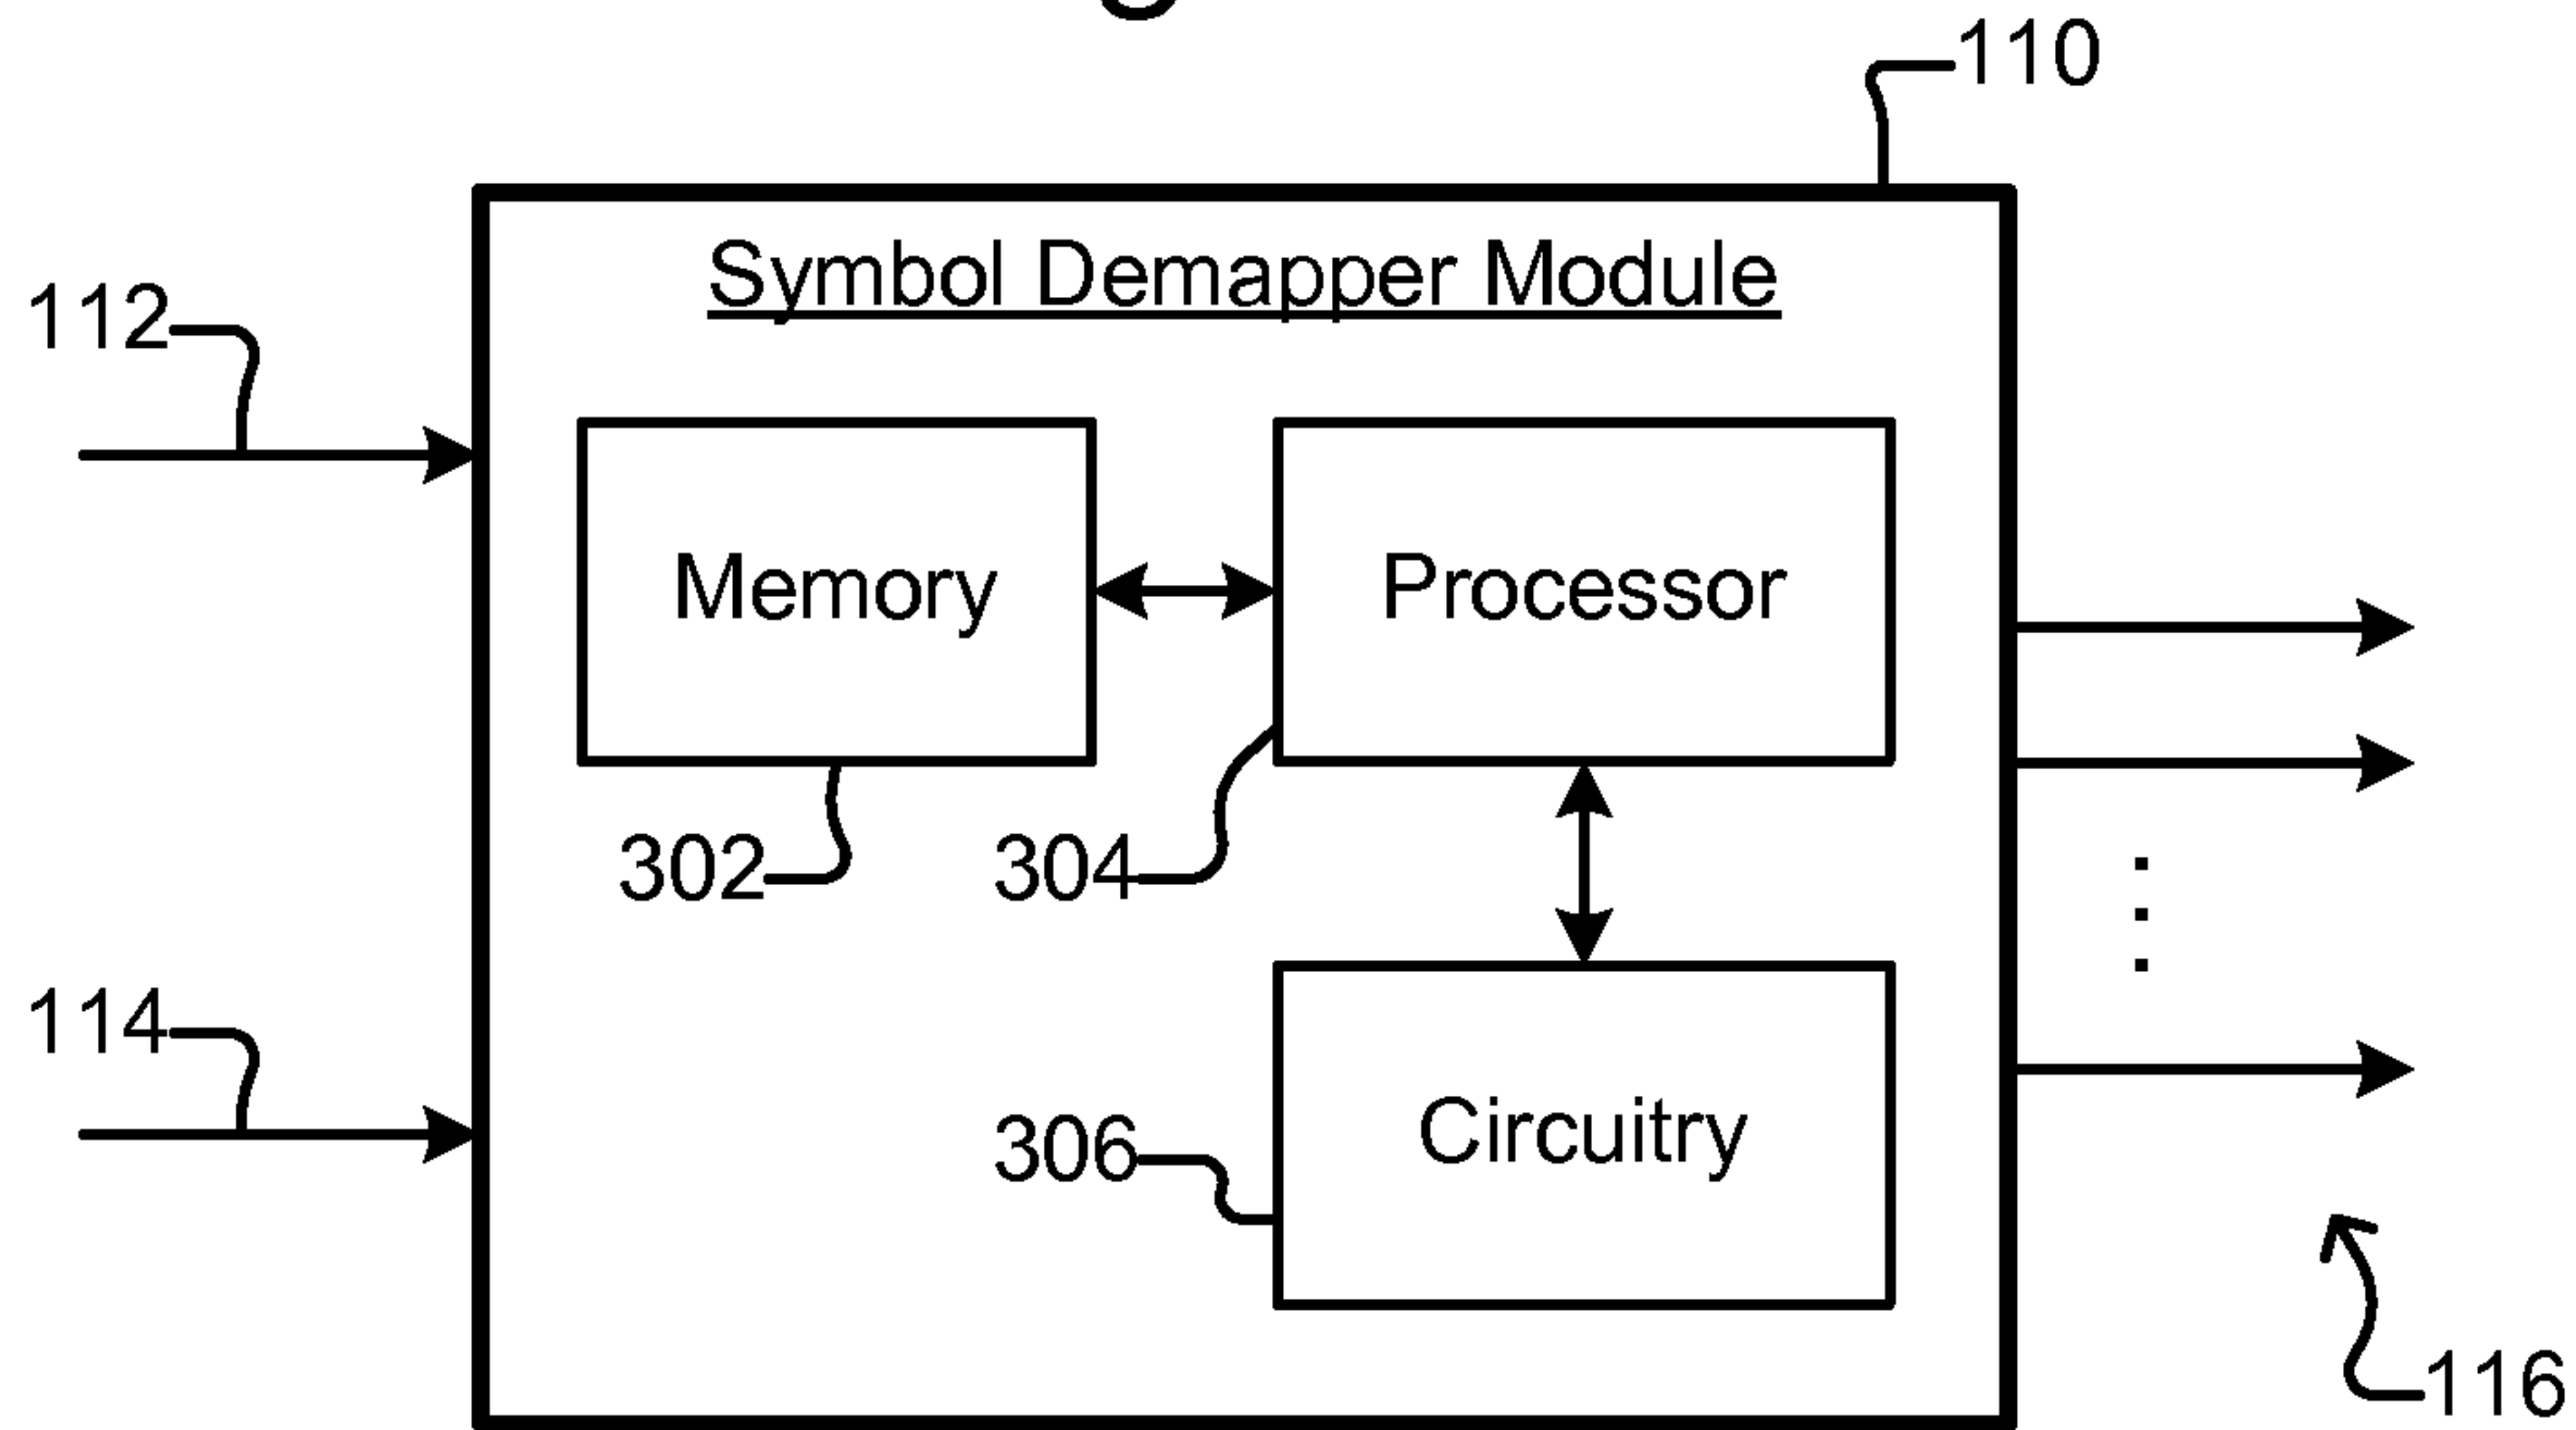 110
Symbol Demapper Module
112
Memory
Processor
302
304
114
306
Circuitry
116